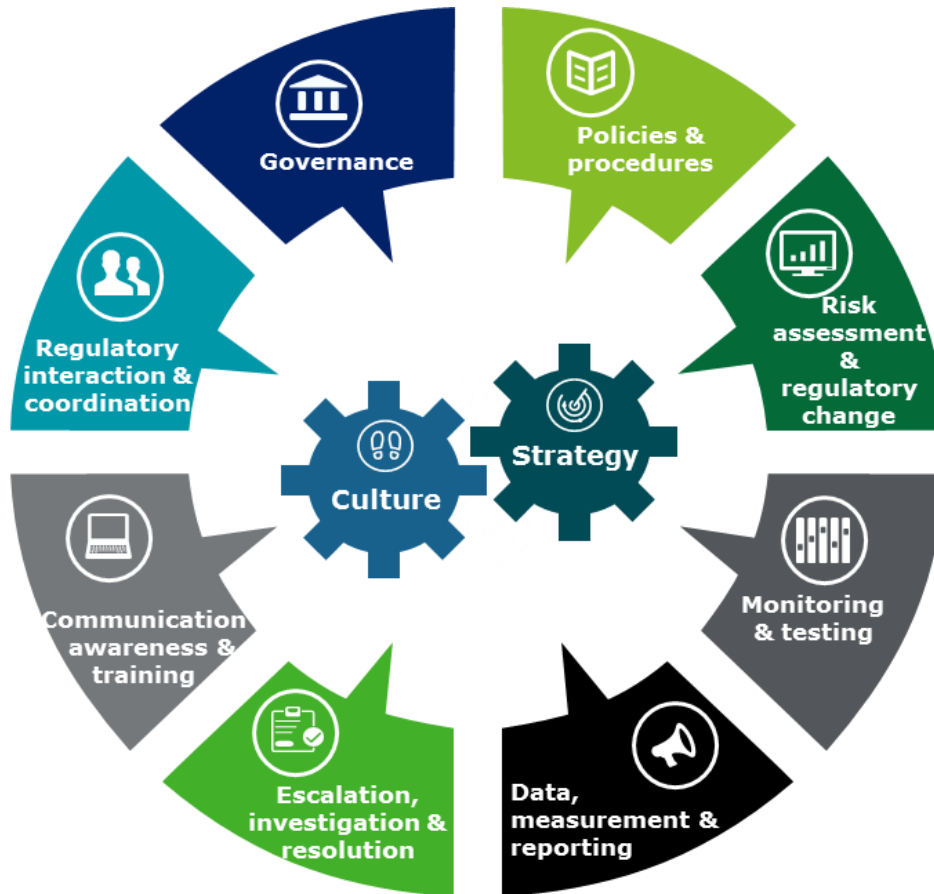 Governance
Policies &
procedures
Risk
assessment
&
regulatory
change
Monitoring
& testing
Data,
measurement &
reporting
Escalation,
investigation &
resolution
Communication
awareness &
training
Regulatory
interaction &
coordination
Culture
Strategy